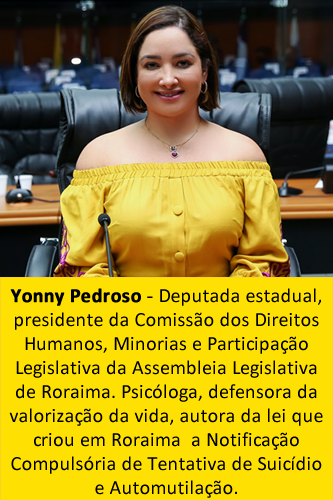 Yonny Pedroso - Deputada estadual,
presidente da Comissão dos Direitos
Humanos, Minorias e Participação
Legislativa da Assembleia Legislativa
de Roraima. Psicóloga, defensora da
valorização da vida, autora da lei que
criou em Roraima a Notificação
Compulsória de Tentativa de Suicídio
e Automutilação.